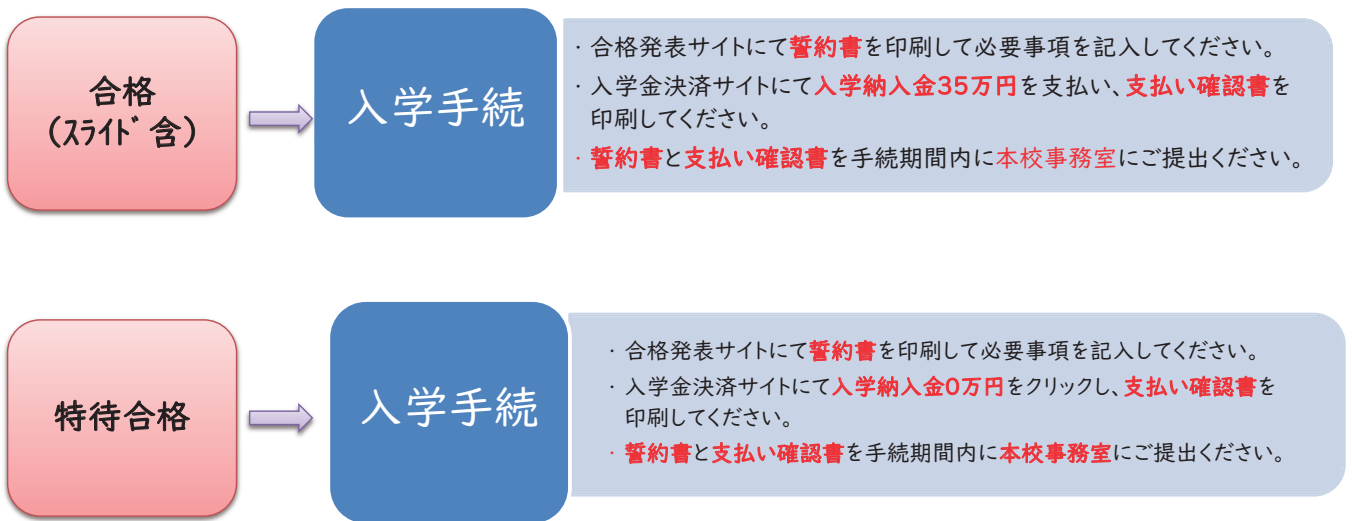 合格
（ｽﾗｲﾄﾞ含）
入学手続
・合格発表サイトにて誓約書を印刷して必要事項を記入してください。
・入学金決済サイトにて入学納入金35万円を支払い、支払い確認書を
印刷してください。
・誓約書と支払い確認書を手続期間内に本校事務室にご提出ください。
特待合格
入学手続
・合格発表サイトにて誓約書を印刷して必要事項を記入してください。
・入学金決済サイトにて入学納入金0万円をクリックし、支払い確認書を
印刷してください。
・誓約書と支払い確認書を手続期間内に本校事務室にご提出ください。